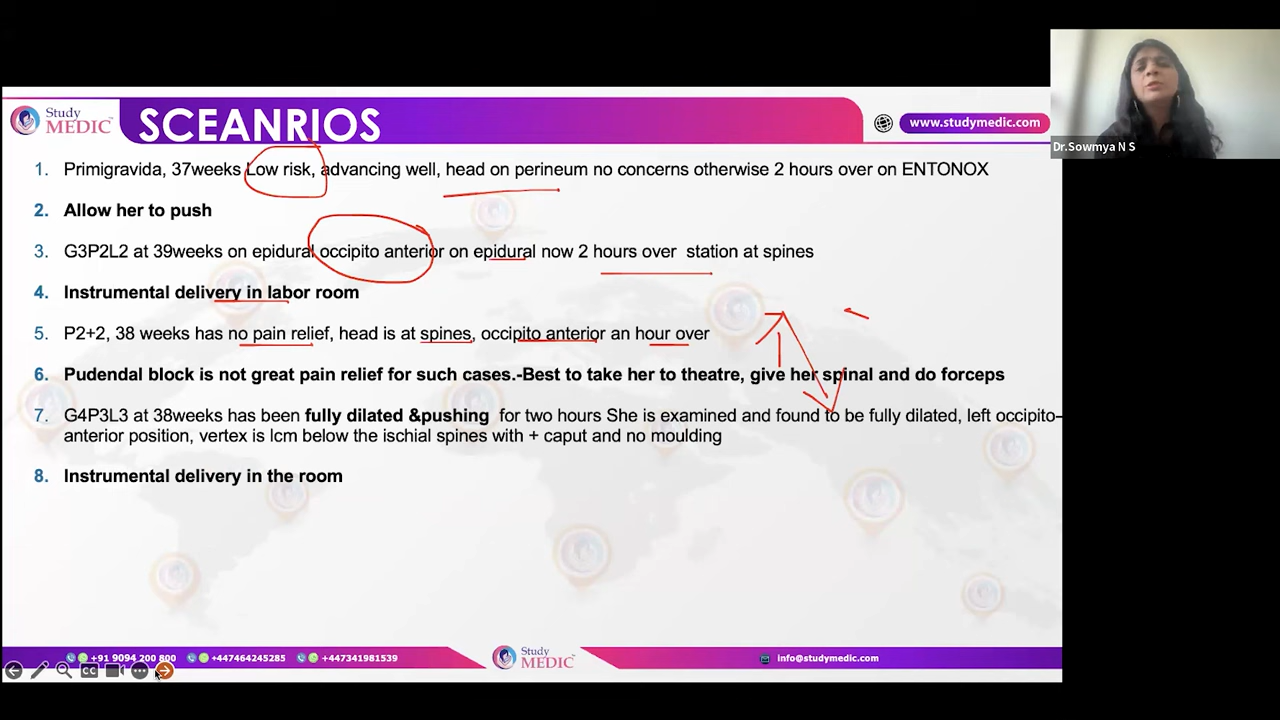 Study
MEDIC
SCEANRIOS
www.studymedic.com
Dr.Sowmya N S
1. Primigravida, 37weeks Low risk, advancing well, head on perineum no concerns otherwise 2 hours over on ENTONOX
2. Allow her to push
3. G3P2L2 at 39weeks on epidural occipito anterior on epidural now 2 hours over station at spines
4. Instrumental delivery in labor room
5. P2+2, 38 weeks has no pain relief, head is at spines, occipito anterior an hour over
6. Pudendal block is not great pain relief for such cases.-Best to take her to theatre, give her spinal and do forceps
7. G4P3L3 at 38weeks has been fully dilated &pushing for two hours She is examined and found to be fully dilated, left occipito-
anterior position, vertex is lcm below the ischial spines with + caput and no moulding
8. Instrumental delivery in the room
+91 9094 200 800
+447464245285
+447341981539
Study
MEDIC
info@studymedic.com
CC